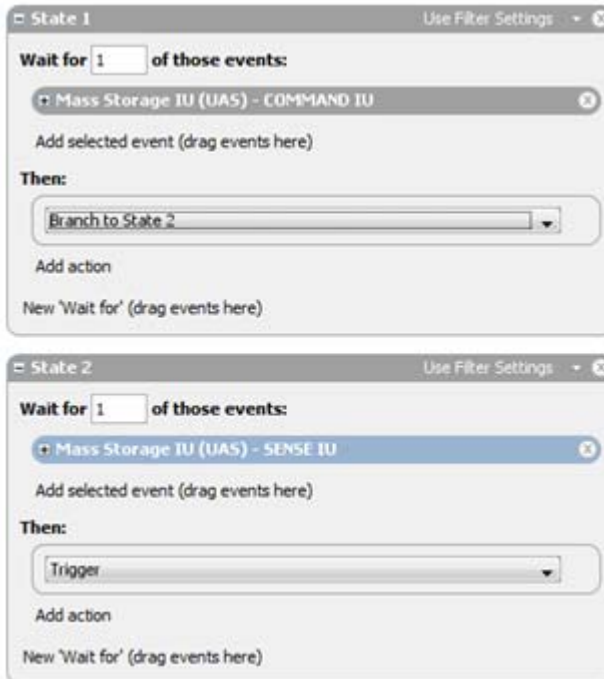 State 1 Use Filter Settings
Wait for 1 of those events:
Mass Storage IU (UAS) - COMMAND IU
Add selected event (drag events here)
Then:
Branch to State 2
Add action
New 'Wait for' (drag events here)
State 2 Use Filter Settings
Wait for 1 of those events:
Mass Storage IU (UAS) - SENSE IU
Add selected event (drag events here)
Then:
Trigger
Add action
New 'Wait for' (drag events here)